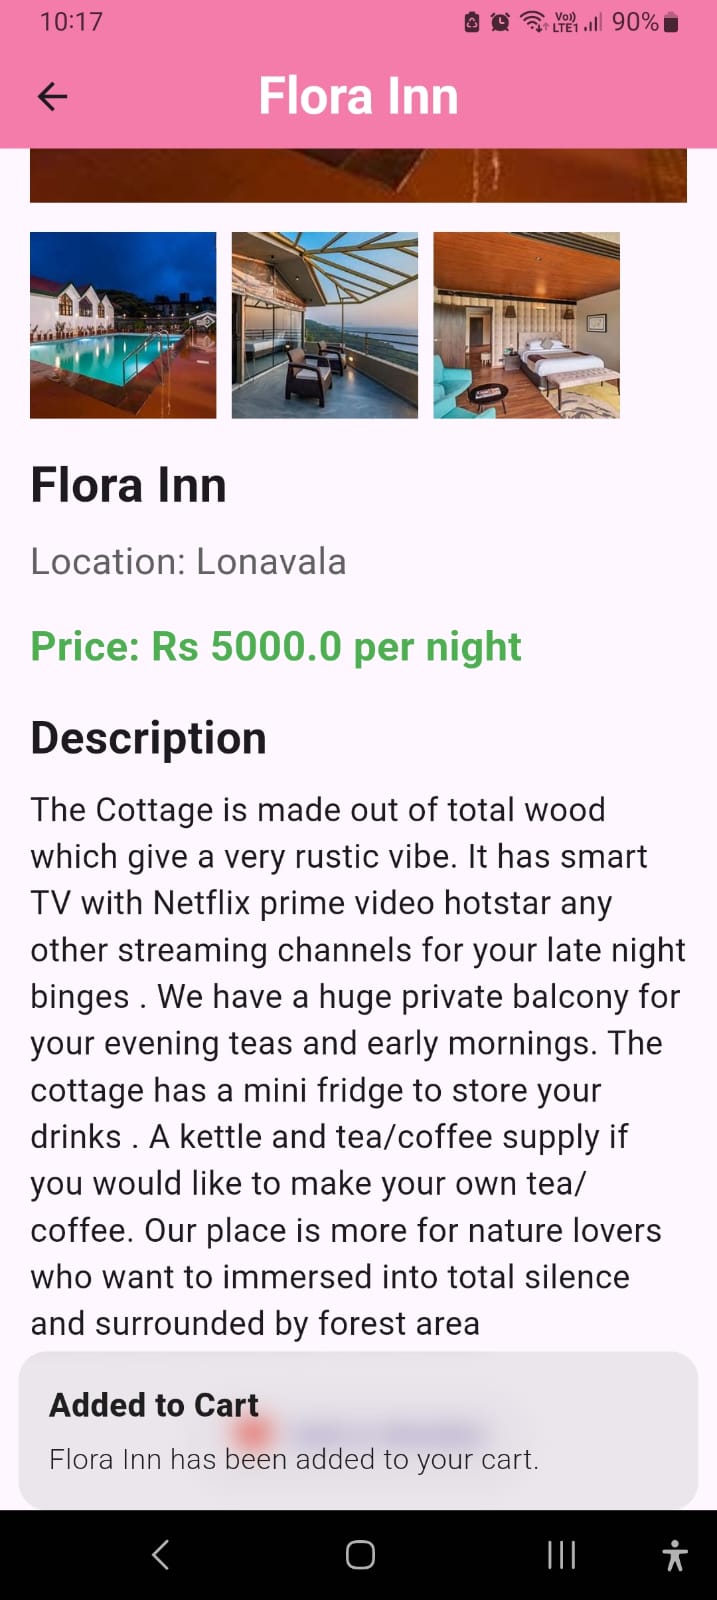 10:17
Vo))
LTE1
90%
Flora Inn
Flora Inn
Location: Lonavala
Price: Rs 5000.0 per night
Description
The Cottage is made out of total wood
which give a very rustic vibe. It has smart
TV with Netflix prime video hotstar any
other streaming channels for your late night
binges . We have a huge private balcony for
your evening teas and early mornings. The
cottage has a mini fridge to store your
drinks . A kettle and tea/coffee supply if
you would like to make your own tea/
coffee. Our place is more for nature lovers
who want to immersed into total silence
and surrounded by forest area
Added to Cart
Flora Inn has been added to your cart.